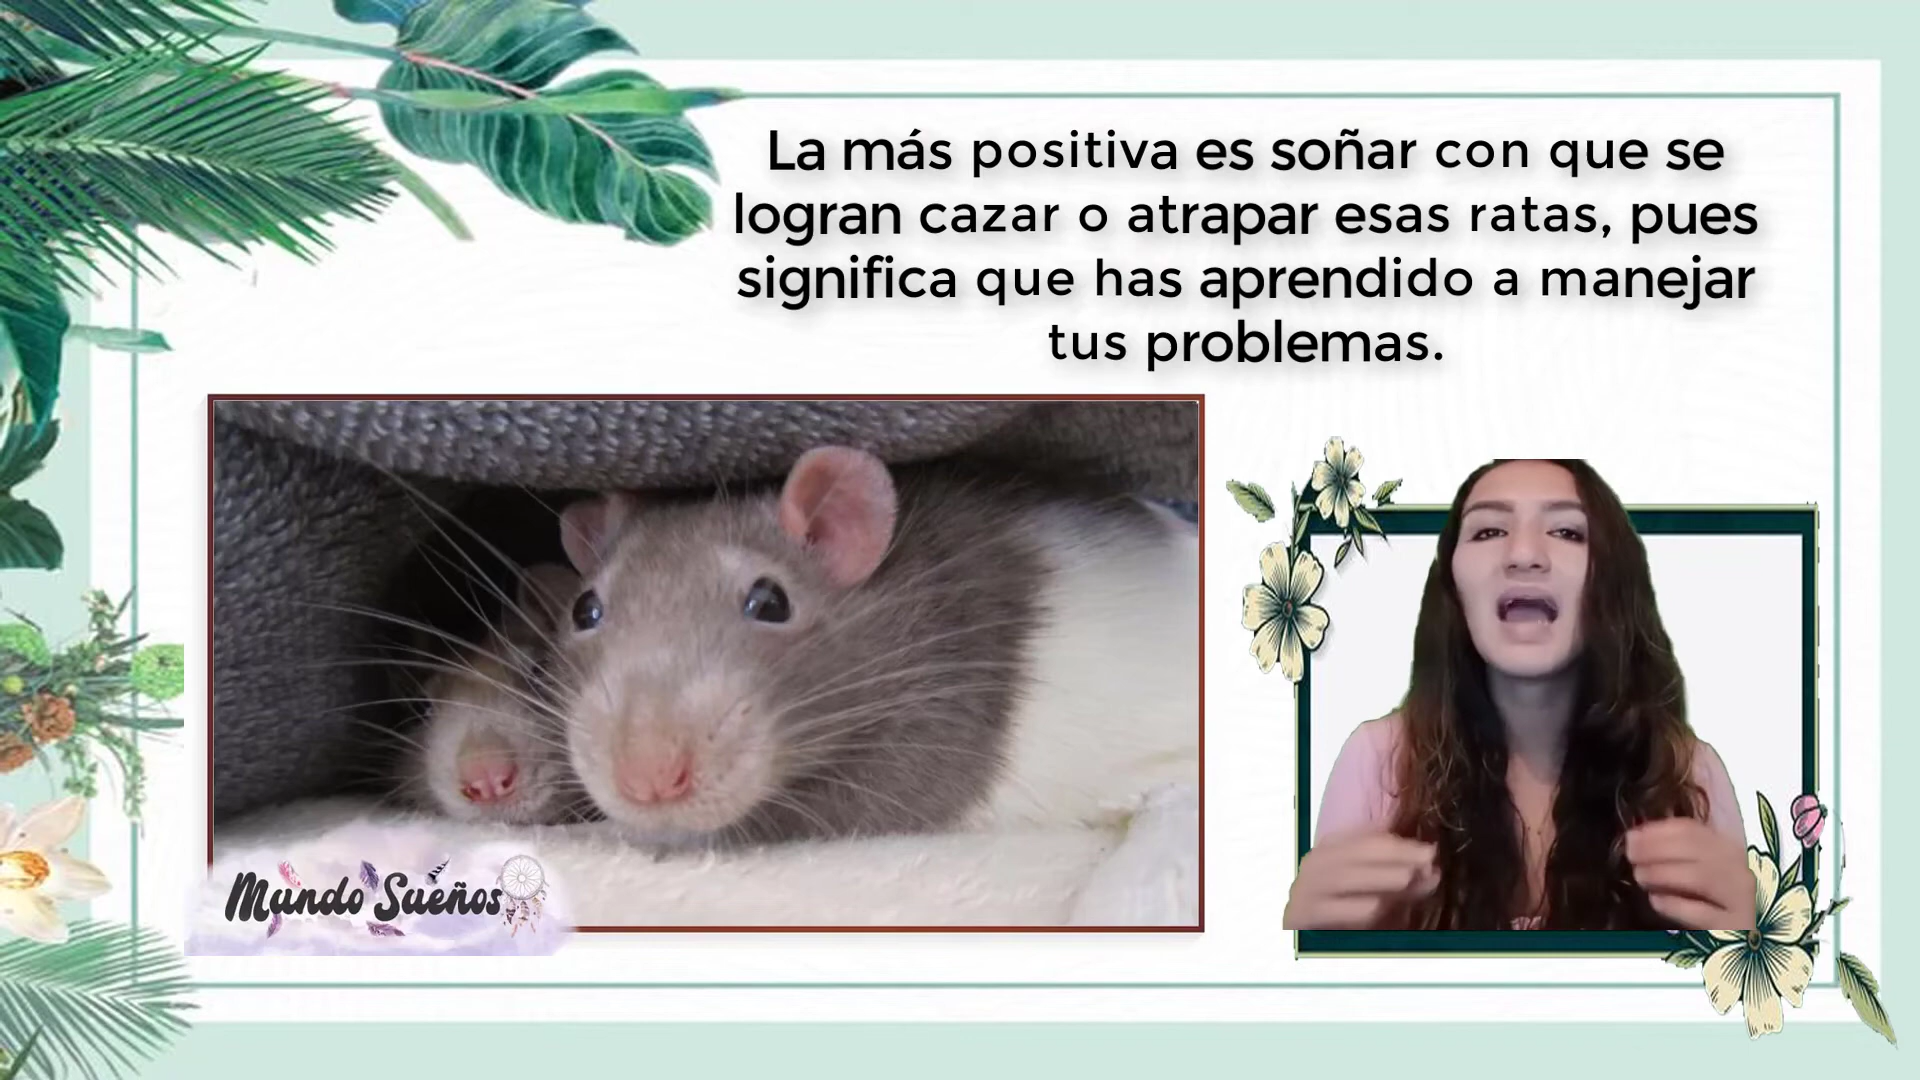 La más positiva es soñar con que se
logran cazar o atrapar esas ratas, pues
significa que has aprendido a manejar
tus problemas.
Mundo Sueños